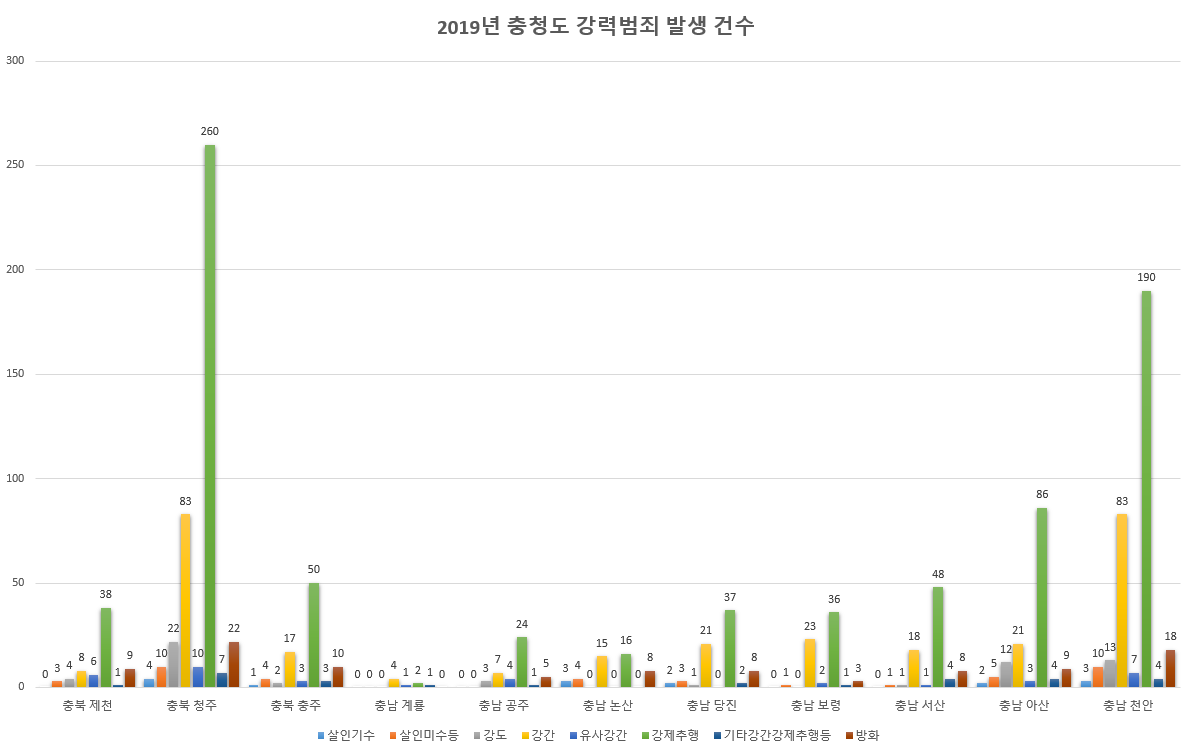 2019년 충청도 강력범죄 발생 건수
300
250
200
150
100
50
0
0 3 4 8 6 38 1 9
4 10 22 83 10 260 7 22
1 4 2 17 3 50 3 10
0 0 0 4 1 2 1 0
0 0 3 7 4 24 1 5
3 4 0 15 0 16 0 8
2 3 1 21 0 37 2 8
0 1 0 23 2 36 1 3
0 1 1 18 1 48 4 8
2 5 12 21 3 86 4 9
3 10 13 83 7 190 4 18
충북 제천 충북 청주 충북 충주 충남 계룡 충남 공주 충남 논산 충남 당진 충남 보령 충남 서산 충남 아산 충남 천안
살인기수 살인미수등 강도 강간 유사강간 강제추행 기타강간강제추행등 방화